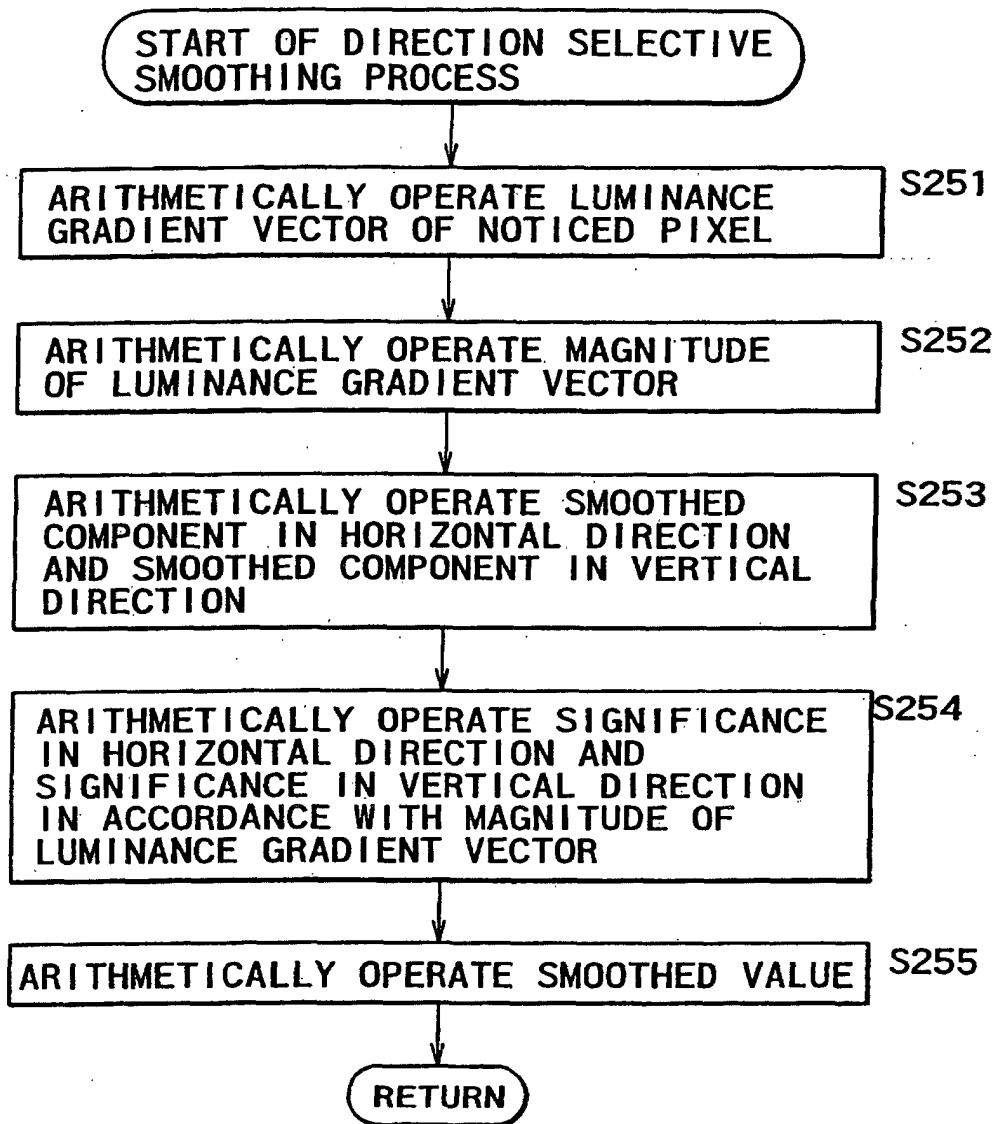 START OF DIRECTION SELECTIVE
SMOOTHING PROCESS
ARITHMETICALLY OPERATE LUMINANCE
GRADIENT VECTOR OF NOTICED PIXEL
S251
ARITHMETICALLY OPERATE MAGNITUDE
OF LUMINANCE GRADIENT VECTOR
S252
ARITHMETICALLY OPERATE SMOOTHED
COMPONENT IN HORIZONTAL DIRECTION
AND SMOOTHED COMPONENT IN VERTICAL
DIRECTION
S253
ARITHMETICALLY OPERATE SIGNIFICANCE
IN HORIZONTAL DIRECTION AND
SIGNIFICANCE IN VERTICAL DIRECTION
IN ACCORDANCE WITH MAGNITUDE OF
LUMINANCE GRADIENT VECTOR
S254
ARITHMETICALLY OPERATE SMOOTHED VALUE
S255
RETURN